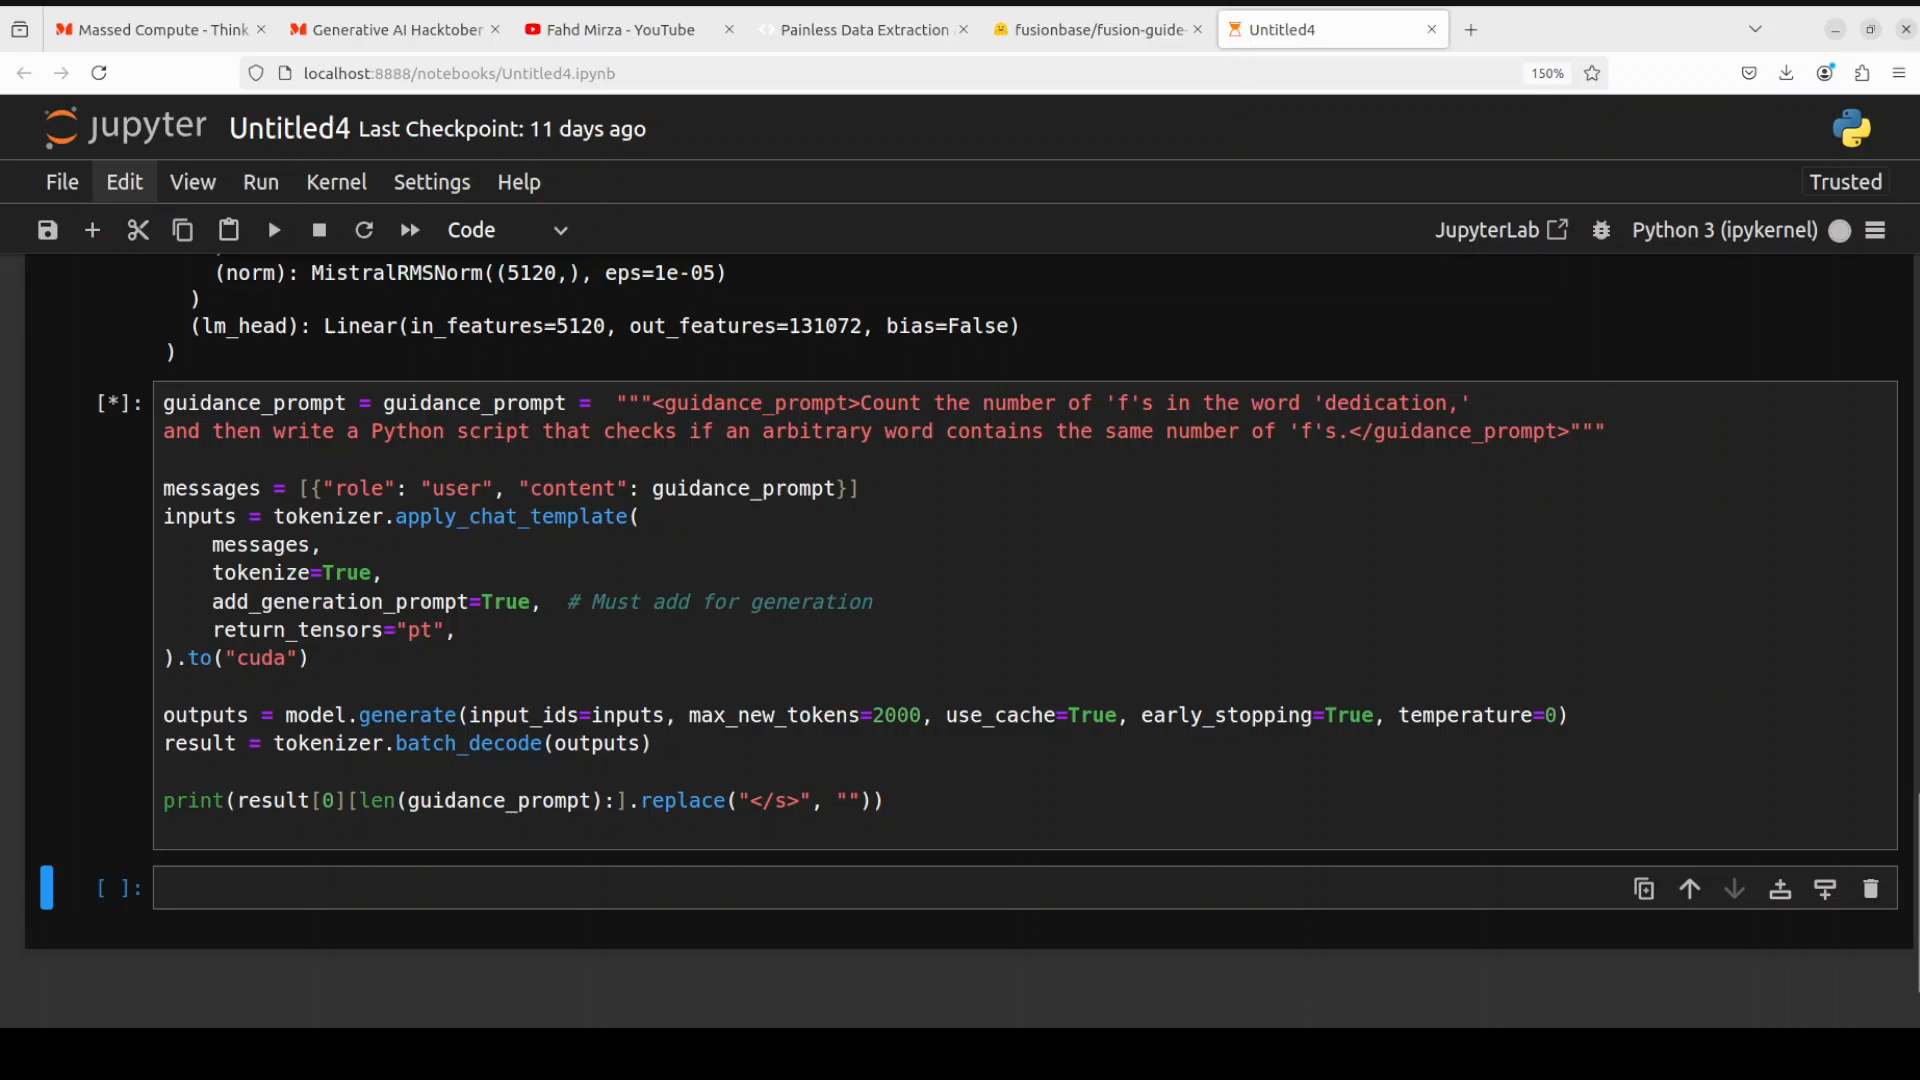 Massed Compute - Think
Generative AI Hacktober
Fahd Mirza - YouTube
Painless Data Extraction
fusionbase/fusion-guide-
Untitled4
localhost:8888/notebooks/Untitled4.ipynb
150%
jupyter Untitled4 Last Checkpoint: 11 days ago
File Edit View Run Kernel Settings Help
Trusted
Code
JupyterLab
Python 3 (ipykernel)
(norm): MistralRMSNorm((5120,), eps=1e-05)
)
(lm_head): Linear(in_features=5120, out_features=131072, bias=False)
)
[*]: guidance_prompt = guidance_prompt =  """<guidance_prompt>Count the number of 'f's in the word 'dedication,'
and then write a Python script that checks if an arbitrary word contains the same number of 'f's.</guidance_prompt>"""
messages = [{"role": "user", "content": guidance_prompt}]
inputs = tokenizer.apply_chat_template(
messages,
tokenize=True,
add_generation_prompt=True,  # Must add for generation
return_tensors="pt",
).to("cuda")
outputs = model.generate(input_ids=inputs, max_new_tokens=2000, use_cache=True, early_stopping=True, temperature=0)
result = tokenizer.batch_decode(outputs)
print(result[0][len(guidance_prompt):].replace("</s>", ""))
[ ]: